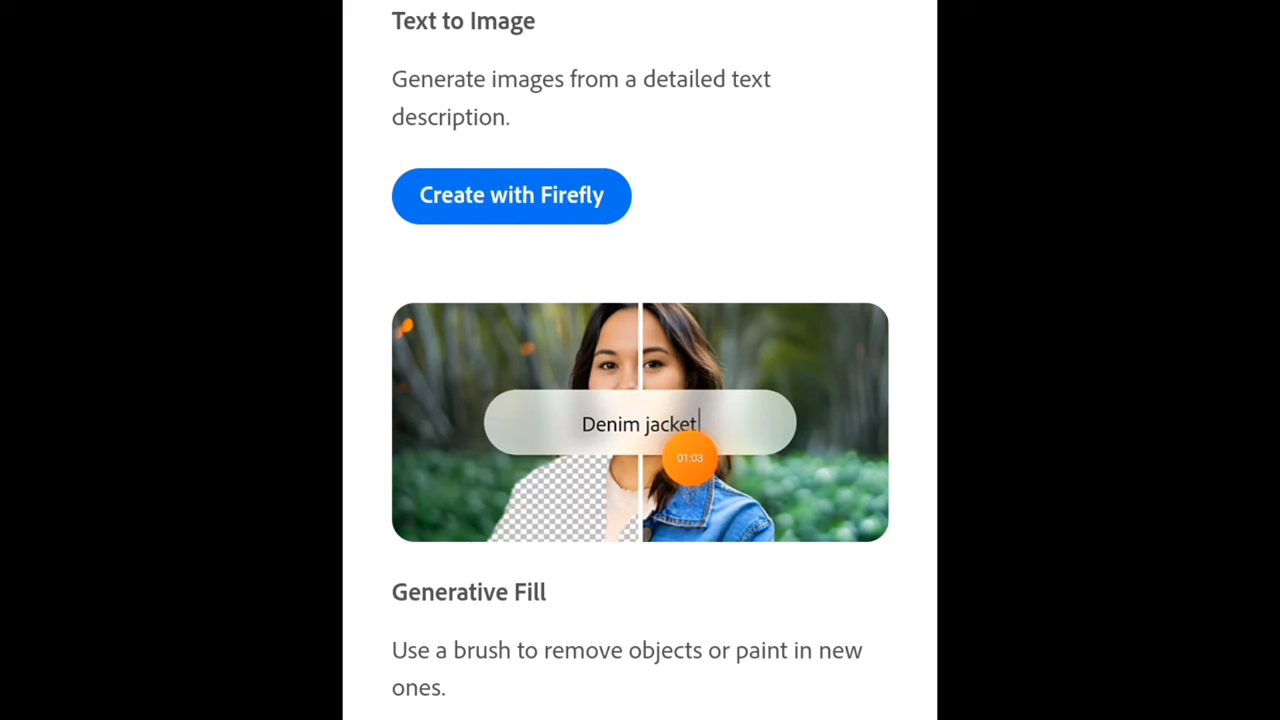 Text to Image
Generate images from a detailed text
description.
Create with Firefly
Denim jacket
01:03
Generative Fill
Use a brush to remove objects or paint in new
ones.